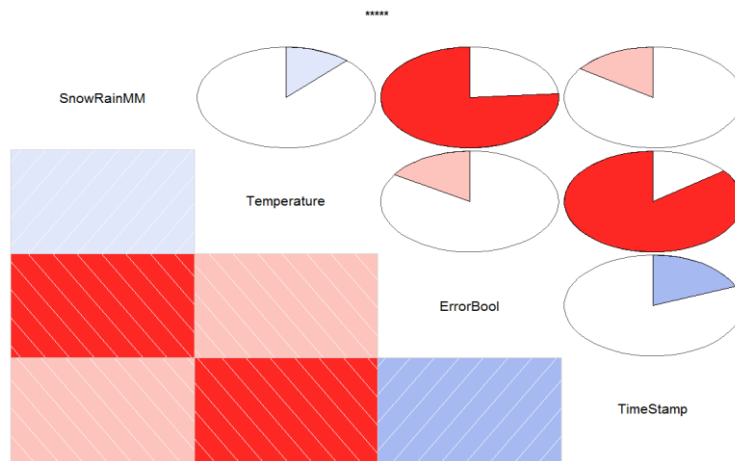 *****
SnowRainMM
Temperature
ErrorBool
TimeStamp